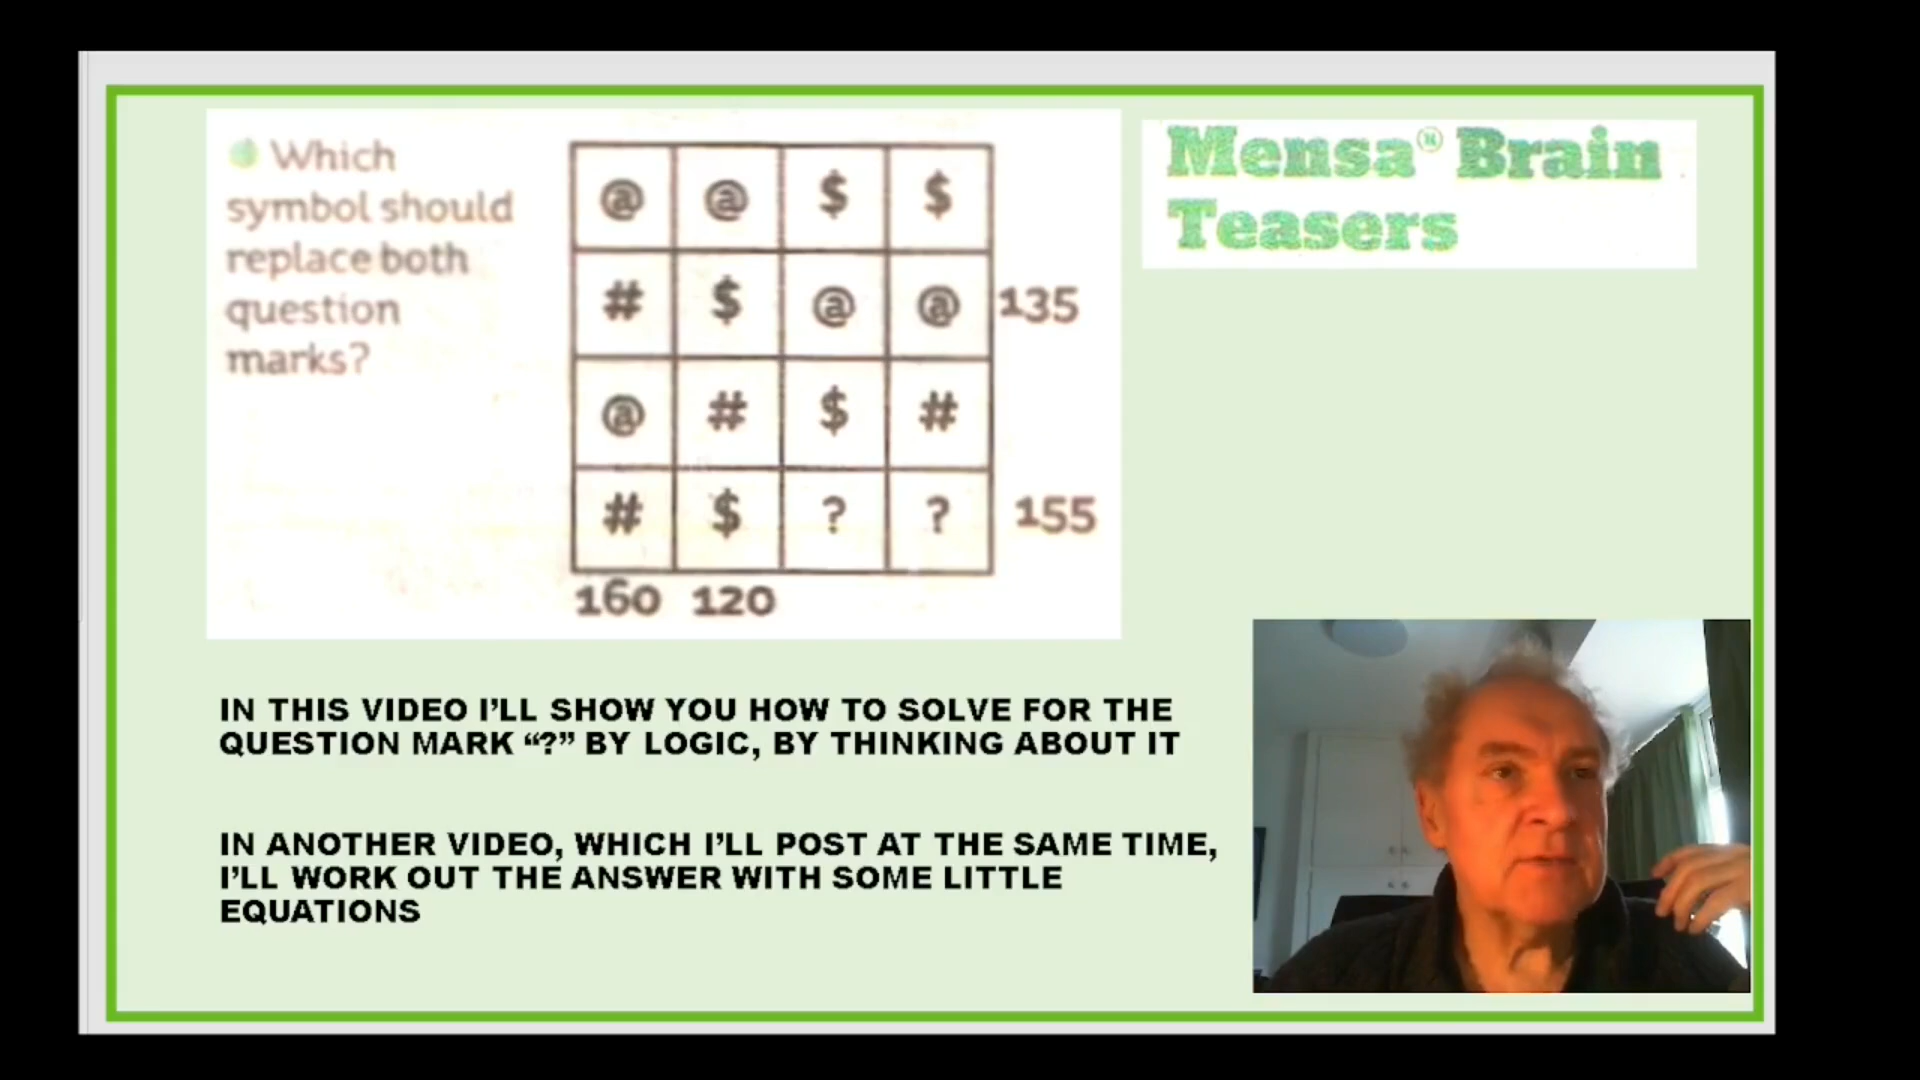 Which
symbol should
replace both
question
marks?
@ @ $ $
# $ @ @ 135
@ # $ #
# $ ? ? 155
160 120
Mensa® Brain
Teasers
IN THIS VIDEO I’LL SHOW YOU HOW TO SOLVE FOR THE
QUESTION MARK “?” BY LOGIC, BY THINKING ABOUT IT
IN ANOTHER VIDEO, WHICH I’LL POST AT THE SAME TIME,
I’LL WORK OUT THE ANSWER WITH SOME LITTLE
EQUATIONS